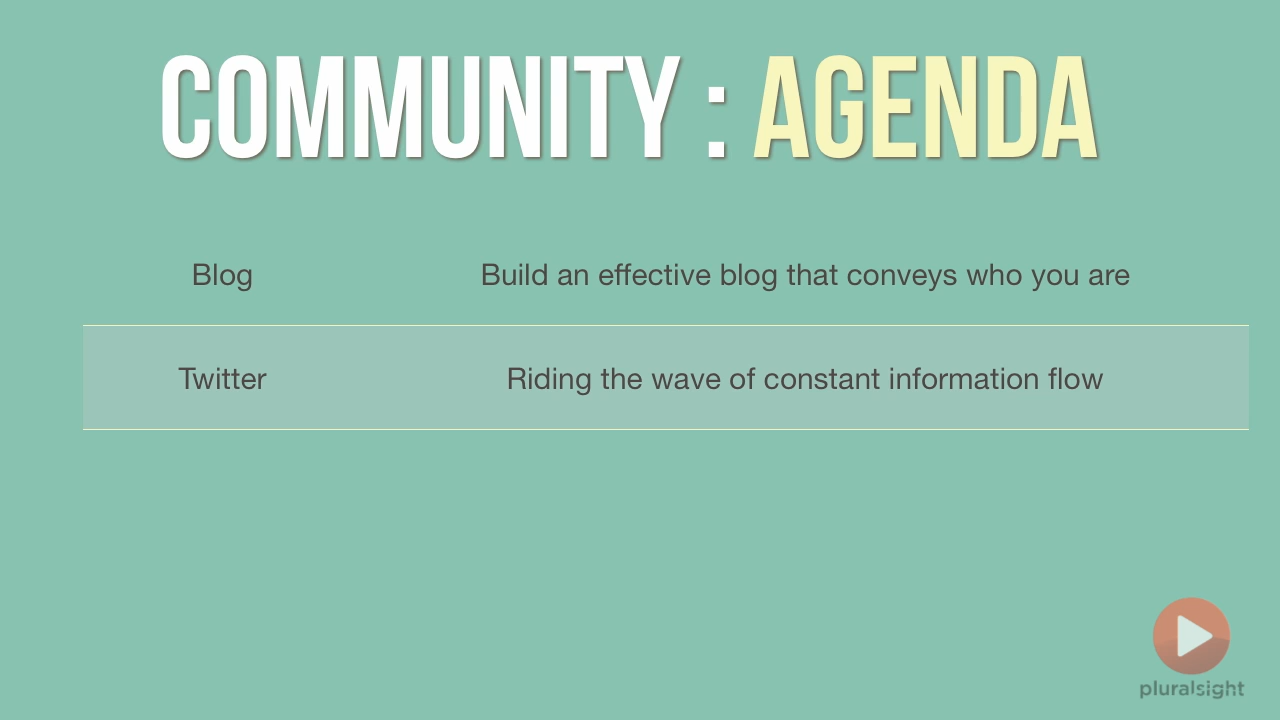 COMMUNITY : AGENDA
Blog Build an effective blog that conveys who you are
Twitter Riding the wave of constant information flow
pluralsight